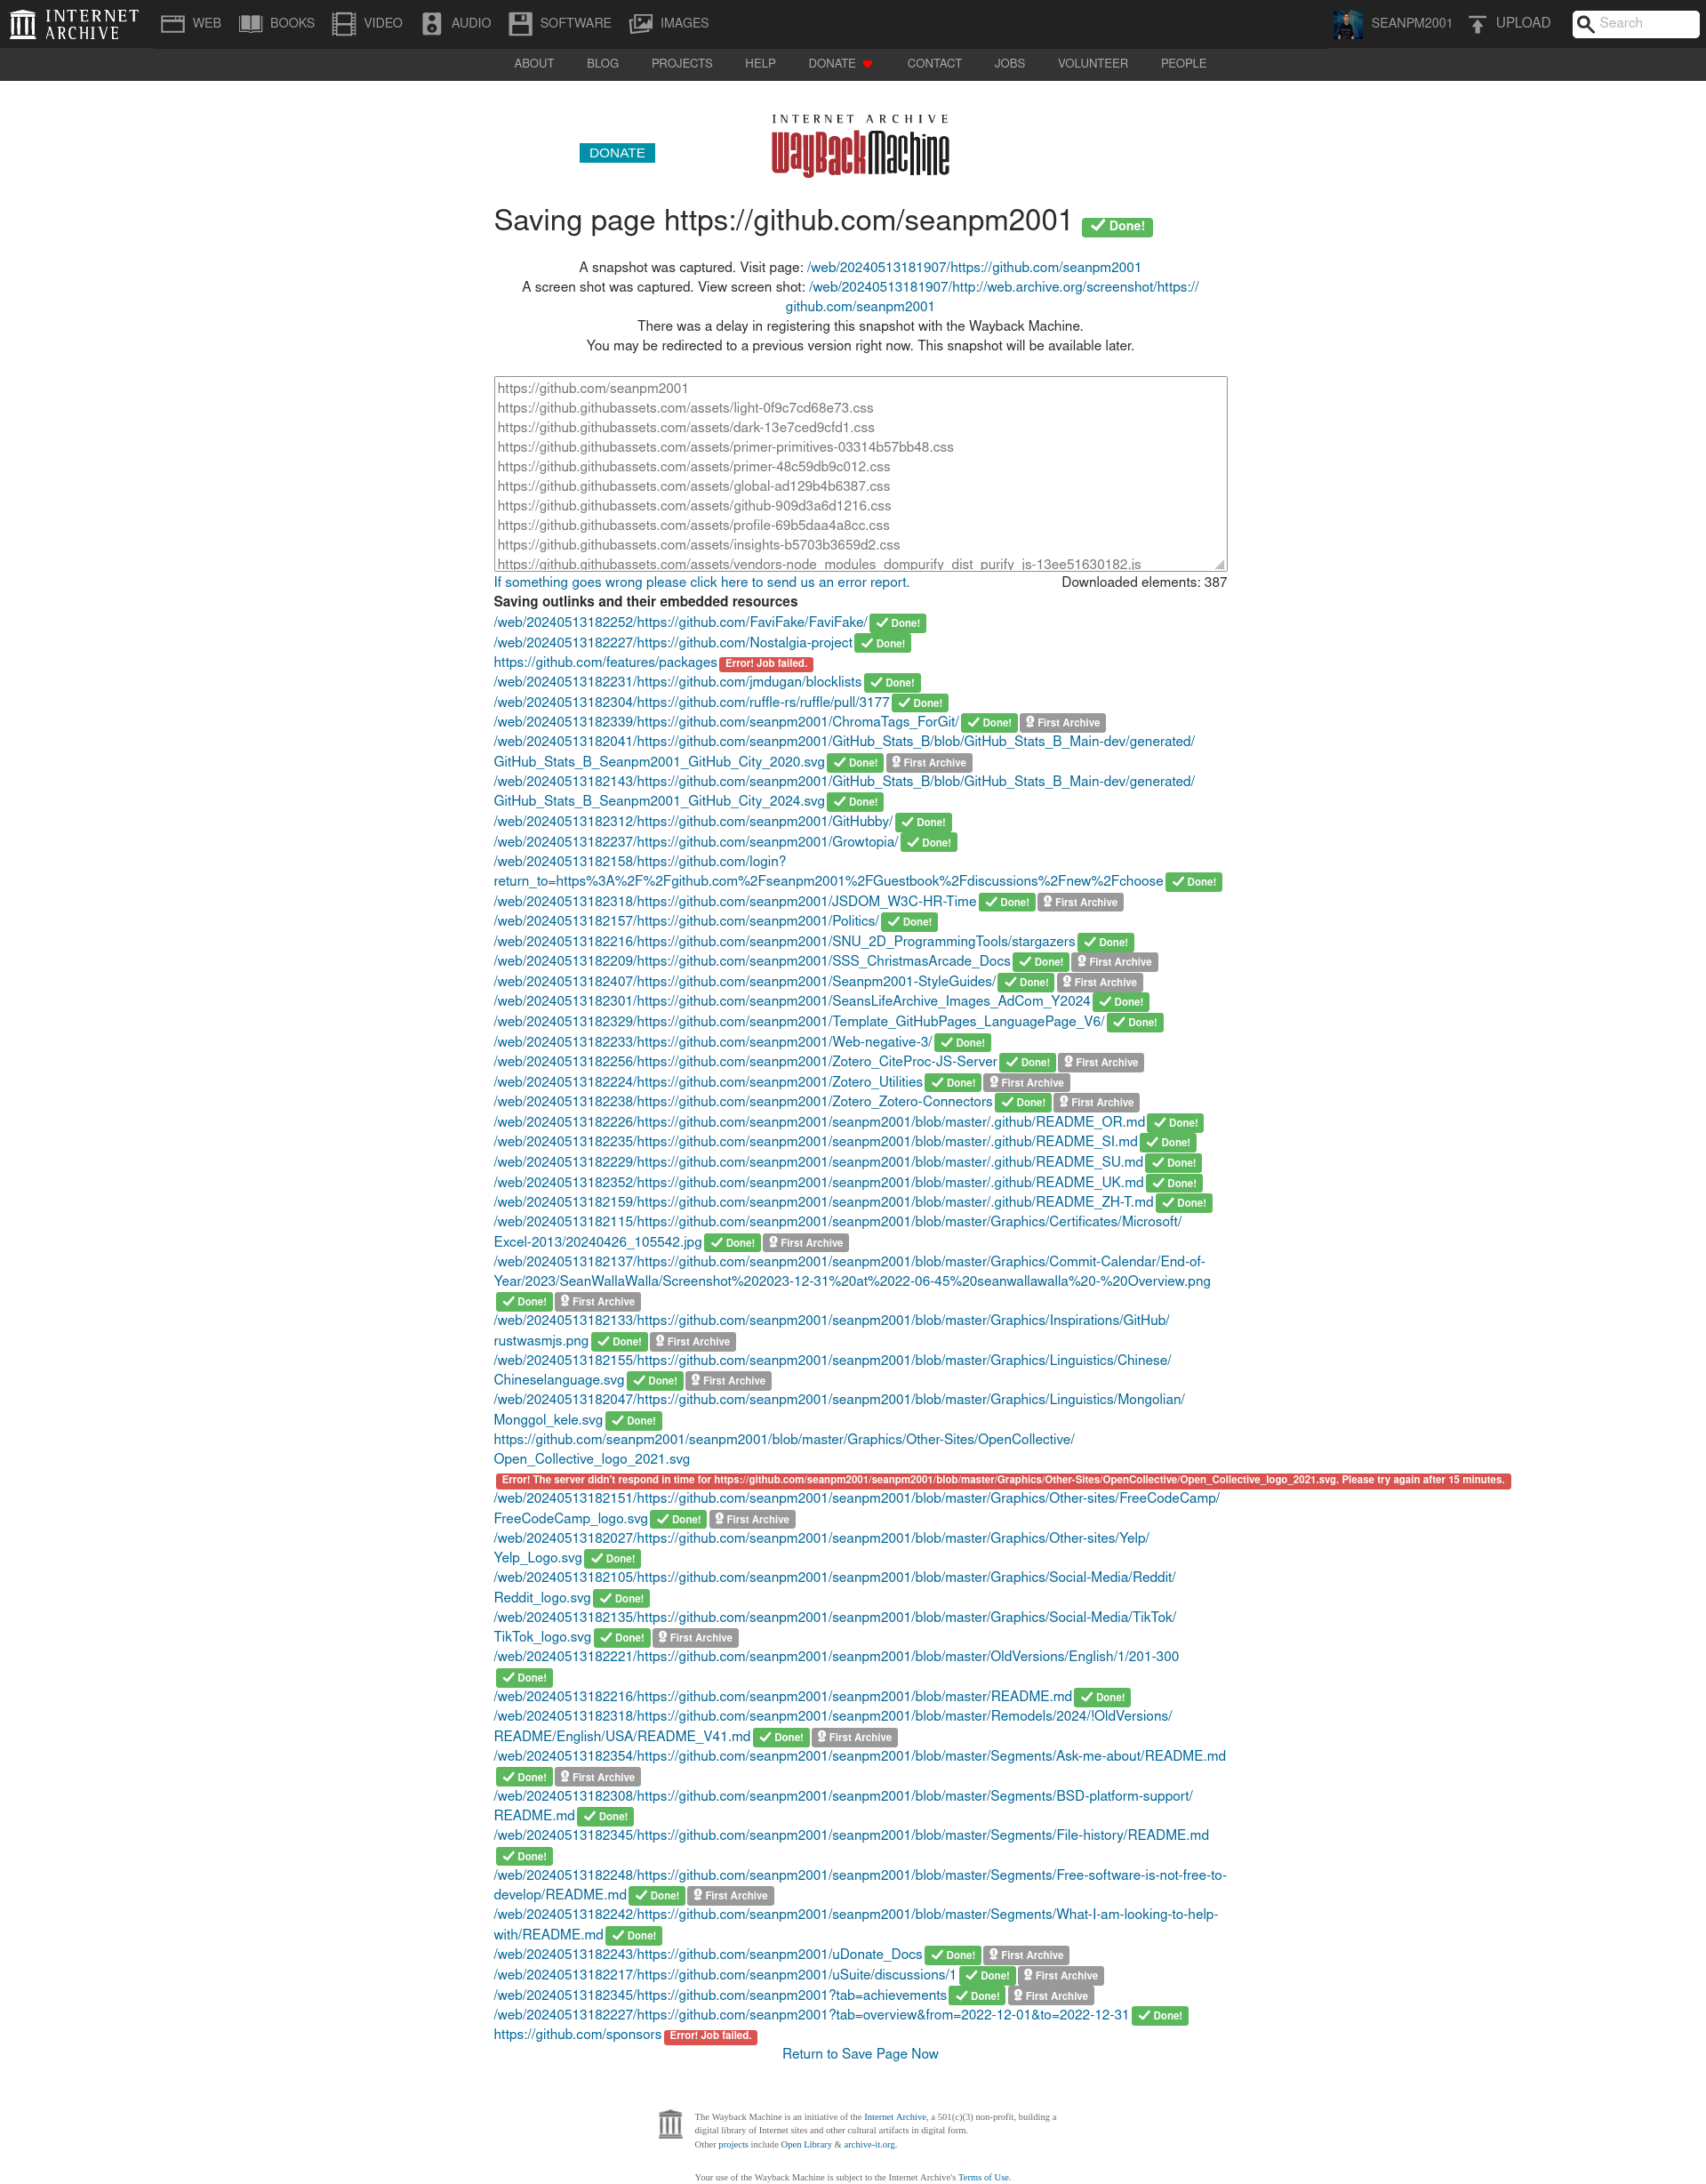 INTERNET ARCHIVE WEB BOOKS VIDEO AUDIO SOFTWARE IMAGES SEANPM2001 UPLOAD Search
ABOUT BLOG PROJECTS HELP DONATE CONTACT JOBS VOLUNTEER PEOPLE
DONATE
INTERNET ARCHIVE
WayBackMachine
Saving page https://github.com/seanpm2001 Done!
A snapshot was captured. Visit page: /web/20240513181907/https://github.com/seanpm2001
A screen shot was captured. View screen shot: /web/20240513181907/http://web.archive.org/screenshot/https://
github.com/seanpm2001
There was a delay in registering this snapshot with the Wayback Machine.
You may be redirected to a previous version right now. This snapshot will be available later.
https://github.com/seanpm2001
https://github.githubassets.com/assets/light-0f9c7cd68e73.css
https://github.githubassets.com/assets/dark-13e7ced9cfd1.css
https://github.githubassets.com/assets/primer-primitives-03314b57bb48.css
https://github.githubassets.com/assets/primer-48c59db9c012.css
https://github.githubassets.com/assets/global-ad129b4b6387.css
https://github.githubassets.com/assets/github-909d3a6d1216.css
https://github.githubassets.com/assets/profile-69b5daa4a8cc.css
https://github.githubassets.com/assets/insights-b5703b3659d2.css
https://github.githubassets.com/assets/vendors-node_modules_dompurify_dist_purify_js-13ee51630182.js
If something goes wrong please click here to send us an error report. Downloaded elements: 387
Saving outlinks and their embedded resources
/web/20240513182252/https://github.com/FaviFake/FaviFake/ Done!
/web/20240513182227/https://github.com/Nostalgia-project Done!
https://github.com/features/packages Error! Job failed.
/web/20240513182231/https://github.com/jmdugan/blocklists Done!
/web/20240513182304/https://github.com/ruffle-rs/ruffle/pull/3177 Done!
/web/20240513182339/https://github.com/seanpm2001/ChromaTags_ForGit/ Done! First Archive
/web/20240513182041/https://github.com/seanpm2001/GitHub_Stats_B/blob/GitHub_Stats_B_Main-dev/generated/
GitHub_Stats_B_Seanpm2001_GitHub_City_2020.svg Done! First Archive
/web/20240513182143/https://github.com/seanpm2001/GitHub_Stats_B/blob/GitHub_Stats_B_Main-dev/generated/
GitHub_Stats_B_Seanpm2001_GitHub_City_2024.svg Done!
/web/20240513182312/https://github.com/seanpm2001/GitHubby/ Done!
/web/20240513182237/https://github.com/seanpm2001/Growtopia/ Done!
/web/20240513182158/https://github.com/login?
return_to=https%3A%2F%2Fgithub.com%2Fseanpm2001%2FGuestbook%2Fdiscussions%2Fnew%2Fchoose Done!
/web/20240513182318/https://github.com/seanpm2001/JSDOM_W3C-HR-Time Done! First Archive
/web/20240513182157/https://github.com/seanpm2001/Politics/ Done!
/web/20240513182216/https://github.com/seanpm2001/SNU_2D_ProgrammingTools/stargazers Done!
/web/20240513182209/https://github.com/seanpm2001/SSS_ChristmasArcade_Docs Done! First Archive
/web/20240513182407/https://github.com/seanpm2001/Seanpm2001-StyleGuides/ Done! First Archive
/web/20240513182301/https://github.com/seanpm2001/SeansLifeArchive_Images_AdCom_Y2024 Done!
/web/20240513182329/https://github.com/seanpm2001/Template_GitHubPages_LanguagePage_V6/ Done!
/web/20240513182233/https://github.com/seanpm2001/Web-negative-3/ Done!
/web/20240513182256/https://github.com/seanpm2001/Zotero_CiteProc-JS-Server Done! First Archive
/web/20240513182224/https://github.com/seanpm2001/Zotero_Utilities Done! First Archive
/web/20240513182238/https://github.com/seanpm2001/Zotero_Zotero-Connectors Done! First Archive
/web/20240513182226/https://github.com/seanpm2001/seanpm2001/blob/master/.github/README_OR.md Done!
/web/20240513182235/https://github.com/seanpm2001/seanpm2001/blob/master/.github/README_SI.md Done!
/web/20240513182229/https://github.com/seanpm2001/seanpm2001/blob/master/.github/README_SU.md Done!
/web/20240513182352/https://github.com/seanpm2001/seanpm2001/blob/master/.github/README_UK.md Done!
/web/20240513182159/https://github.com/seanpm2001/seanpm2001/blob/master/.github/README_ZH-T.md Done!
/web/20240513182115/https://github.com/seanpm2001/seanpm2001/blob/master/Graphics/Certificates/Microsoft/
Excel-2013/20240426_105542.jpg Done! First Archive
/web/20240513182137/https://github.com/seanpm2001/seanpm2001/blob/master/Graphics/Commit-Calendar/End-of-
Year/2023/SeanWallaWalla/Screenshot%202023-12-31%20at%2022-06-45%20seanwallawalla%20-%20Overview.png
Done! First Archive
/web/20240513182133/https://github.com/seanpm2001/seanpm2001/blob/master/Graphics/Inspirations/GitHub/
rustwasmjs.png Done! First Archive
/web/20240513182155/https://github.com/seanpm2001/seanpm2001/blob/master/Graphics/Linguistics/Chinese/
Chineselanguage.svg Done! First Archive
/web/20240513182047/https://github.com/seanpm2001/seanpm2001/blob/master/Graphics/Linguistics/Mongolian/
Monggol_kele.svg Done!
https://github.com/seanpm2001/seanpm2001/blob/master/Graphics/Other-Sites/OpenCollective/
Open_Collective_logo_2021.svg
Error! The server didn't respond in time for https://github.com/seanpm2001/seanpm2001/blob/master/Graphics/Other-Sites/OpenCollective/Open_Collective_logo_2021.svg. Please try again after 15 minutes.
/web/20240513182151/https://github.com/seanpm2001/seanpm2001/blob/master/Graphics/Other-sites/FreeCodeCamp/
FreeCodeCamp_logo.svg Done! First Archive
/web/20240513182027/https://github.com/seanpm2001/seanpm2001/blob/master/Graphics/Other-sites/Yelp/
Yelp_Logo.svg Done!
/web/20240513182105/https://github.com/seanpm2001/seanpm2001/blob/master/Graphics/Social-Media/Reddit/
Reddit_logo.svg Done!
/web/20240513182135/https://github.com/seanpm2001/seanpm2001/blob/master/Graphics/Social-Media/TikTok/
TikTok_logo.svg Done! First Archive
/web/20240513182221/https://github.com/seanpm2001/seanpm2001/blob/master/OldVersions/English/1/201-300
Done!
/web/20240513182216/https://github.com/seanpm2001/seanpm2001/blob/master/README.md Done!
/web/20240513182318/https://github.com/seanpm2001/seanpm2001/blob/master/Remodels/2024/!OldVersions/
README/English/USA/README_V41.md Done! First Archive
/web/20240513182354/https://github.com/seanpm2001/seanpm2001/blob/master/Segments/Ask-me-about/README.md
Done! First Archive
/web/20240513182308/https://github.com/seanpm2001/seanpm2001/blob/master/Segments/BSD-platform-support/
README.md Done!
/web/20240513182345/https://github.com/seanpm2001/seanpm2001/blob/master/Segments/File-history/README.md
Done!
/web/20240513182248/https://github.com/seanpm2001/seanpm2001/blob/master/Segments/Free-software-is-not-free-to-
develop/README.md Done! First Archive
/web/20240513182242/https://github.com/seanpm2001/seanpm2001/blob/master/Segments/What-I-am-looking-to-help-
with/README.md Done!
/web/20240513182243/https://github.com/seanpm2001/uDonate_Docs Done! First Archive
/web/20240513182217/https://github.com/seanpm2001/uSuite/discussions/1 Done! First Archive
/web/20240513182345/https://github.com/seanpm2001?tab=achievements Done! First Archive
/web/20240513182227/https://github.com/seanpm2001?tab=overview&from=2022-12-01&to=2022-12-31 Done!
https://github.com/sponsors Error! Job failed.
Return to Save Page Now
The Wayback Machine is an initiative of the Internet Archive, a 501(c)(3) non-profit, building a
digital library of Internet sites and other cultural artifacts in digital form.
Other projects include Open Library & archive-it.org.
Your use of the Wayback Machine is subject to the Internet Archive's Terms of Use.